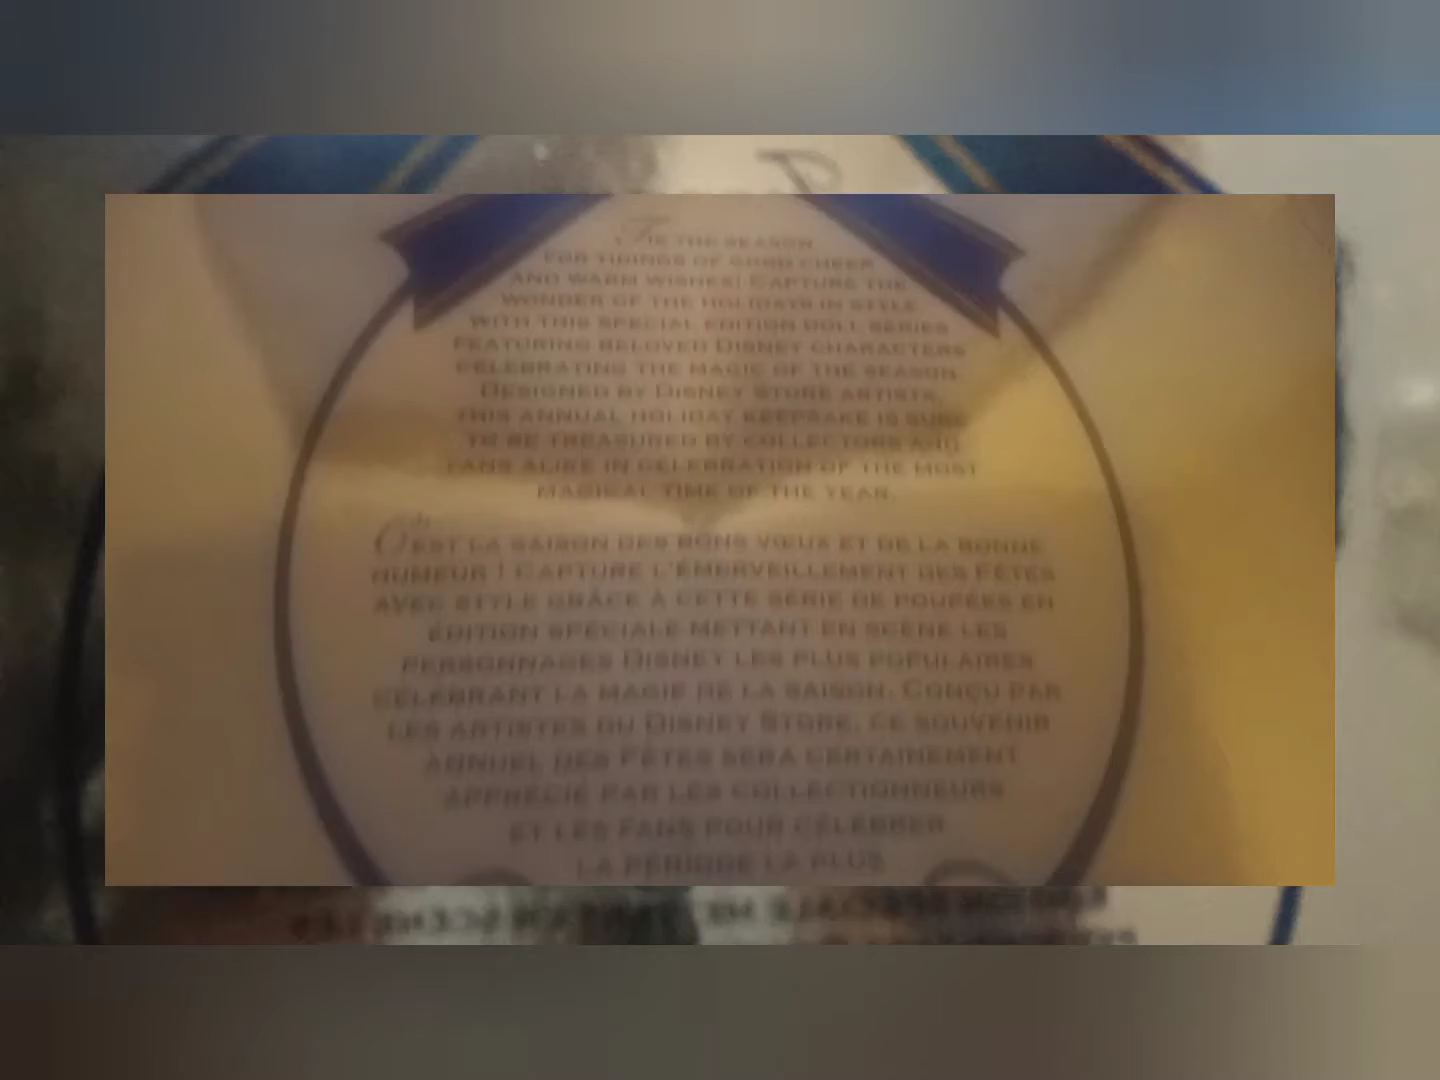 'Tis the season
for tidings of good cheer
and warm wishes! Capture the
wonder of the holidays in style
with this special edition doll series
featuring beloved Disney characters
celebrating the magic of the season.
Designed by Disney Store artists,
this annual holiday keepsake is sure
to be treasured by collectors and
fans alike in celebration of the most
magical time of the year.
C'est la saison des bons vœux et de la bonne
humeur ! Capture l'émerveillement des Fêtes
avec style grâce à cette série de poupées en
édition spéciale mettant en scène les
personnages Disney les plus populaires
célébrant la magie de la saison. Conçu par
les artistes du Disney Store, ce souvenir
annuel des Fêtes sera certainement
apprécié par les collectionneurs
et les fans pour célébrer
la période la plus